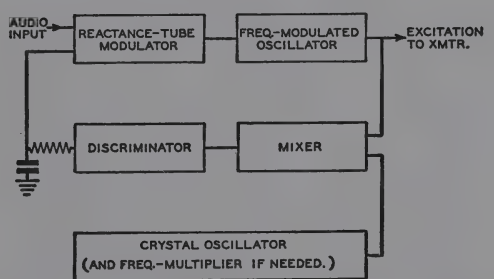 AUDIO
INPUT
REACTANCE-TUBE
MODULATOR
FREQ.-MODULATED
OSCILLATOR
EXCITATION
TO XMTR.
DISCRIMINATOR
MIXER
CRYSTAL OSCILLATOR
(AND FREQ.-MULTIPLIER IF NEEDED.)